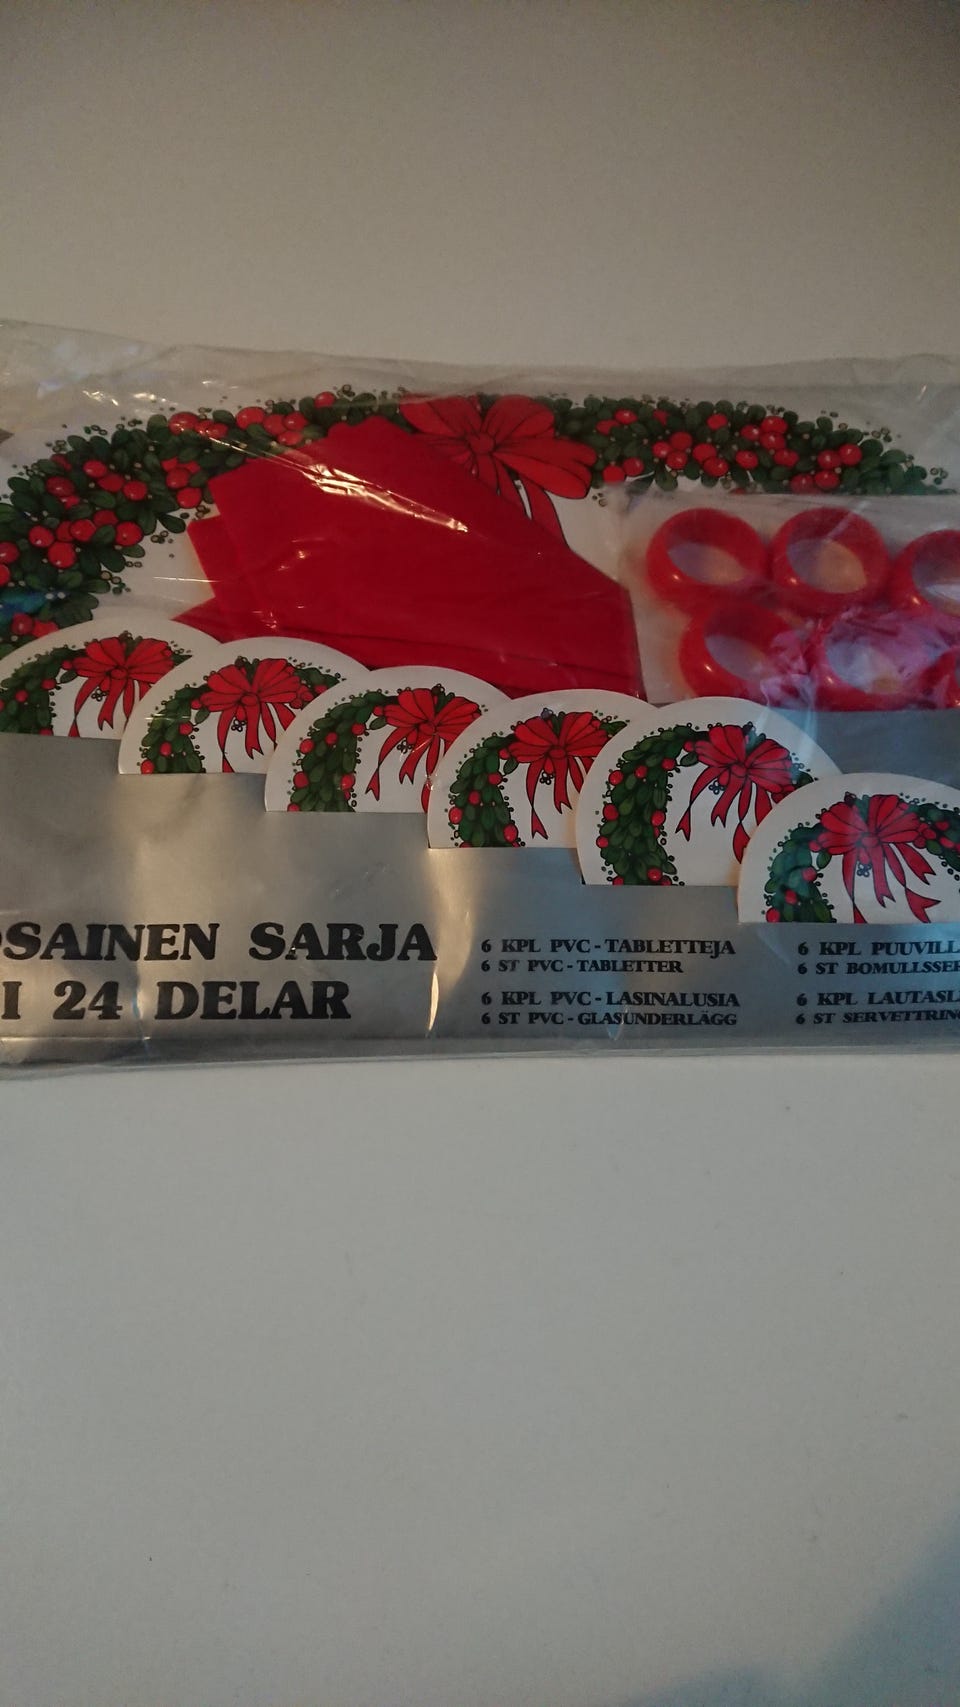 OSAINEN SARJA
I 24 DELAR
6 KPL PVC-TABLETTEJA
6 ST PVC-TABLETTER
6 KPL PVC-LASINALUSIA
6 ST PVC-GLASUNDERLÄGG
6 KPL PUUVILL
6 ST BOMULLSSER
6 KPL LAUTASL
6 ST SERVETTRIN